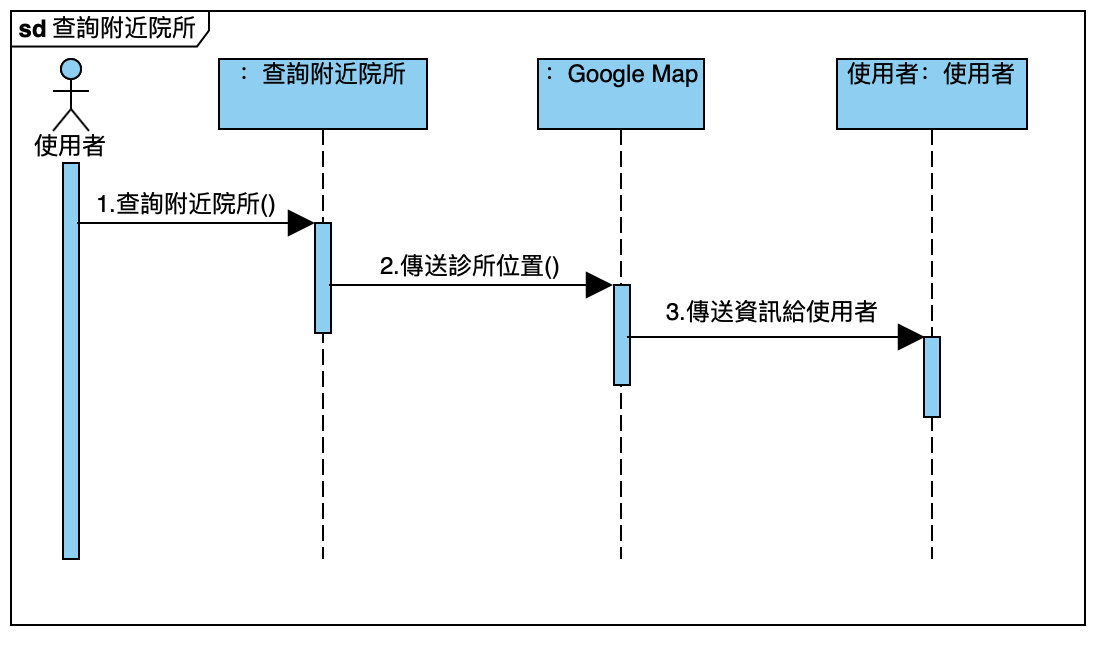 sd 查詢附近院所
： 查詢附近院所
： Google Map
使用者： 使用者
使用者
1.查詢附近院所()
2.傳送診所位置()
3.傳送資訊給使用者